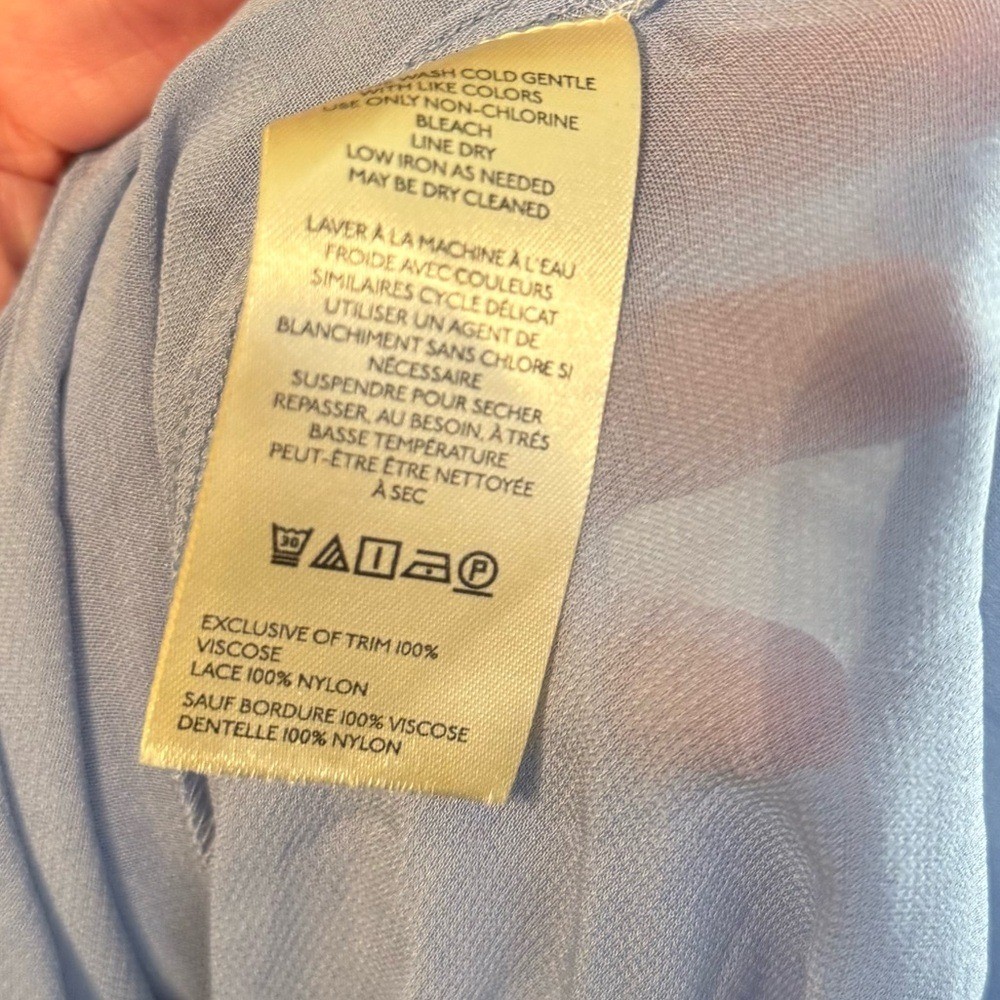 WASH COLD GENTLE
WITH LIKE COLORS
USE ONLY NON-CHLORINE
BLEACH
LINE DRY
LOW IRON AS NEEDED
MAY BE DRY CLEANED
LAVER À LA MACHINE À L'EAU
FROIDE AVEC COULEURS
SIMILAIRES CYCLE DÉLICAT
UTILISER UN AGENT DE
BLANCHIMENT SANS CHLORE SI
NÉCESSAIRE
SUSPENDRE POUR SECHER
REPASSER, AU BESOIN, À TRÉS
BASSE TEMPÉRATURE
PEUT-ÊTRE ÊTRE NETTOYÉE
À SEC
30 P
EXCLUSIVE OF TRIM 100%
VISCOSE
LACE 100% NYLON
SAUF BORDURE 100% VISCOSE
DENTELLE 100% NYLON